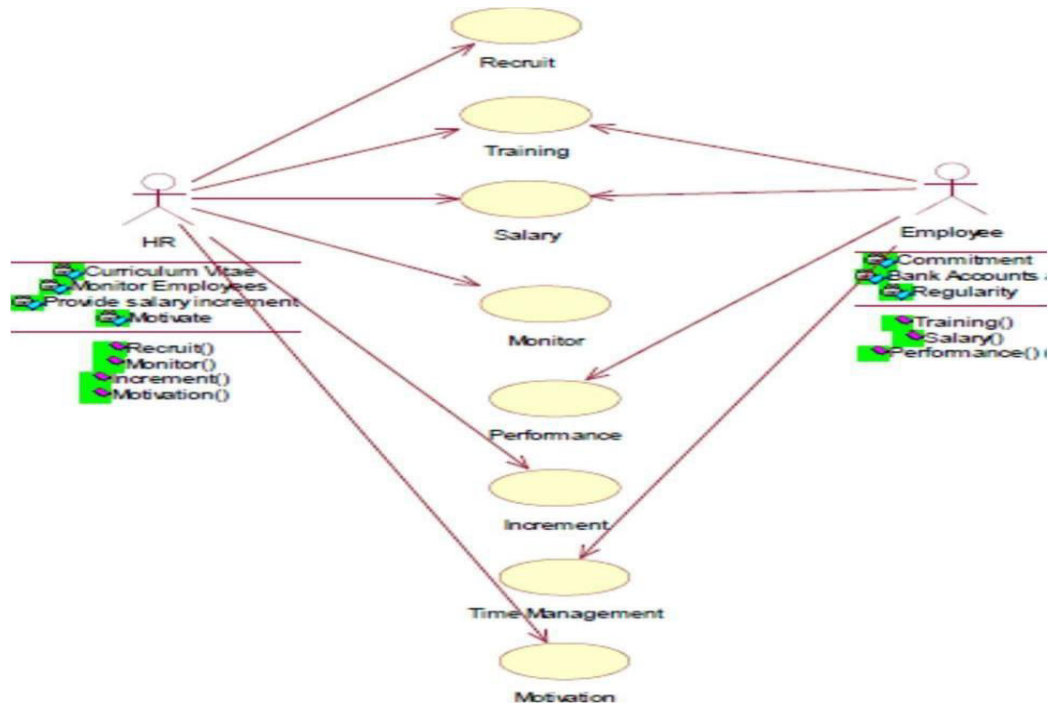 Recruit
Training
Salary
HR
Employee
Curriculum Vitae
Monitor Employees
Provide salary increment
Motivate
Commitment
Bank Accounts a
Regularity
Recruit()
Monitor()
Increment()
Motivation()
Training()
Salary()
Performance() (
Monitor
Performance
Increment
Time Management
Motivation